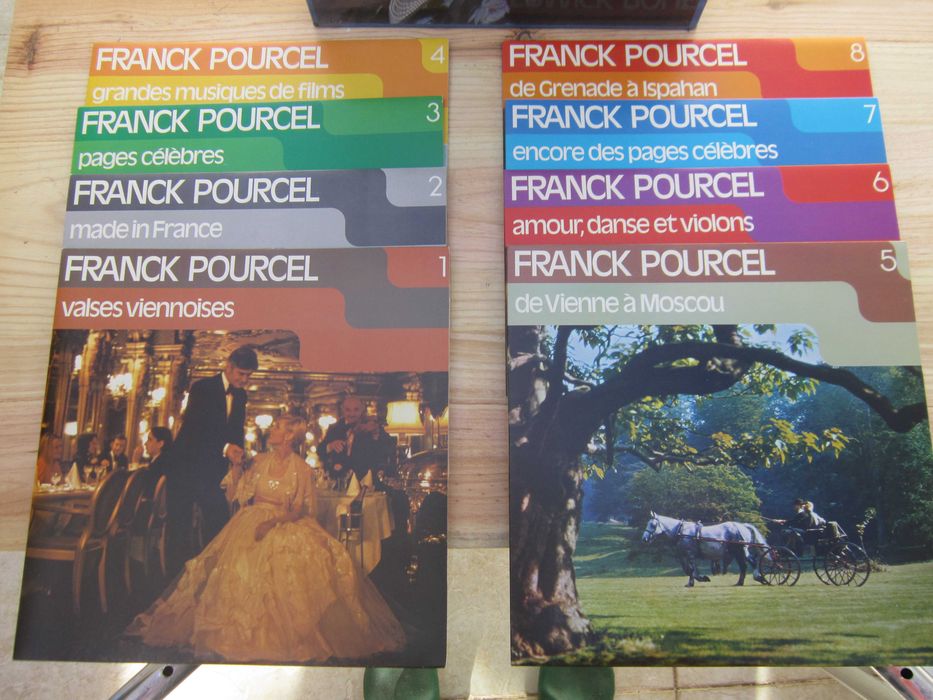 FRANCK POURCEL 4
grandes musiques de films
FRANCK POURCEL 3
pages célèbres
FRANCK POURCEL 2
made in France
FRANCK POURCEL 1
valses viennoises
FRANCK POURCEL 8
de Grenade à Ispahan
FRANCK POURCEL 7
encore des pages célèbres
FRANCK POURCEL 6
amour, danse et violons
FRANCK POURCEL 5
de Vienne à Moscou